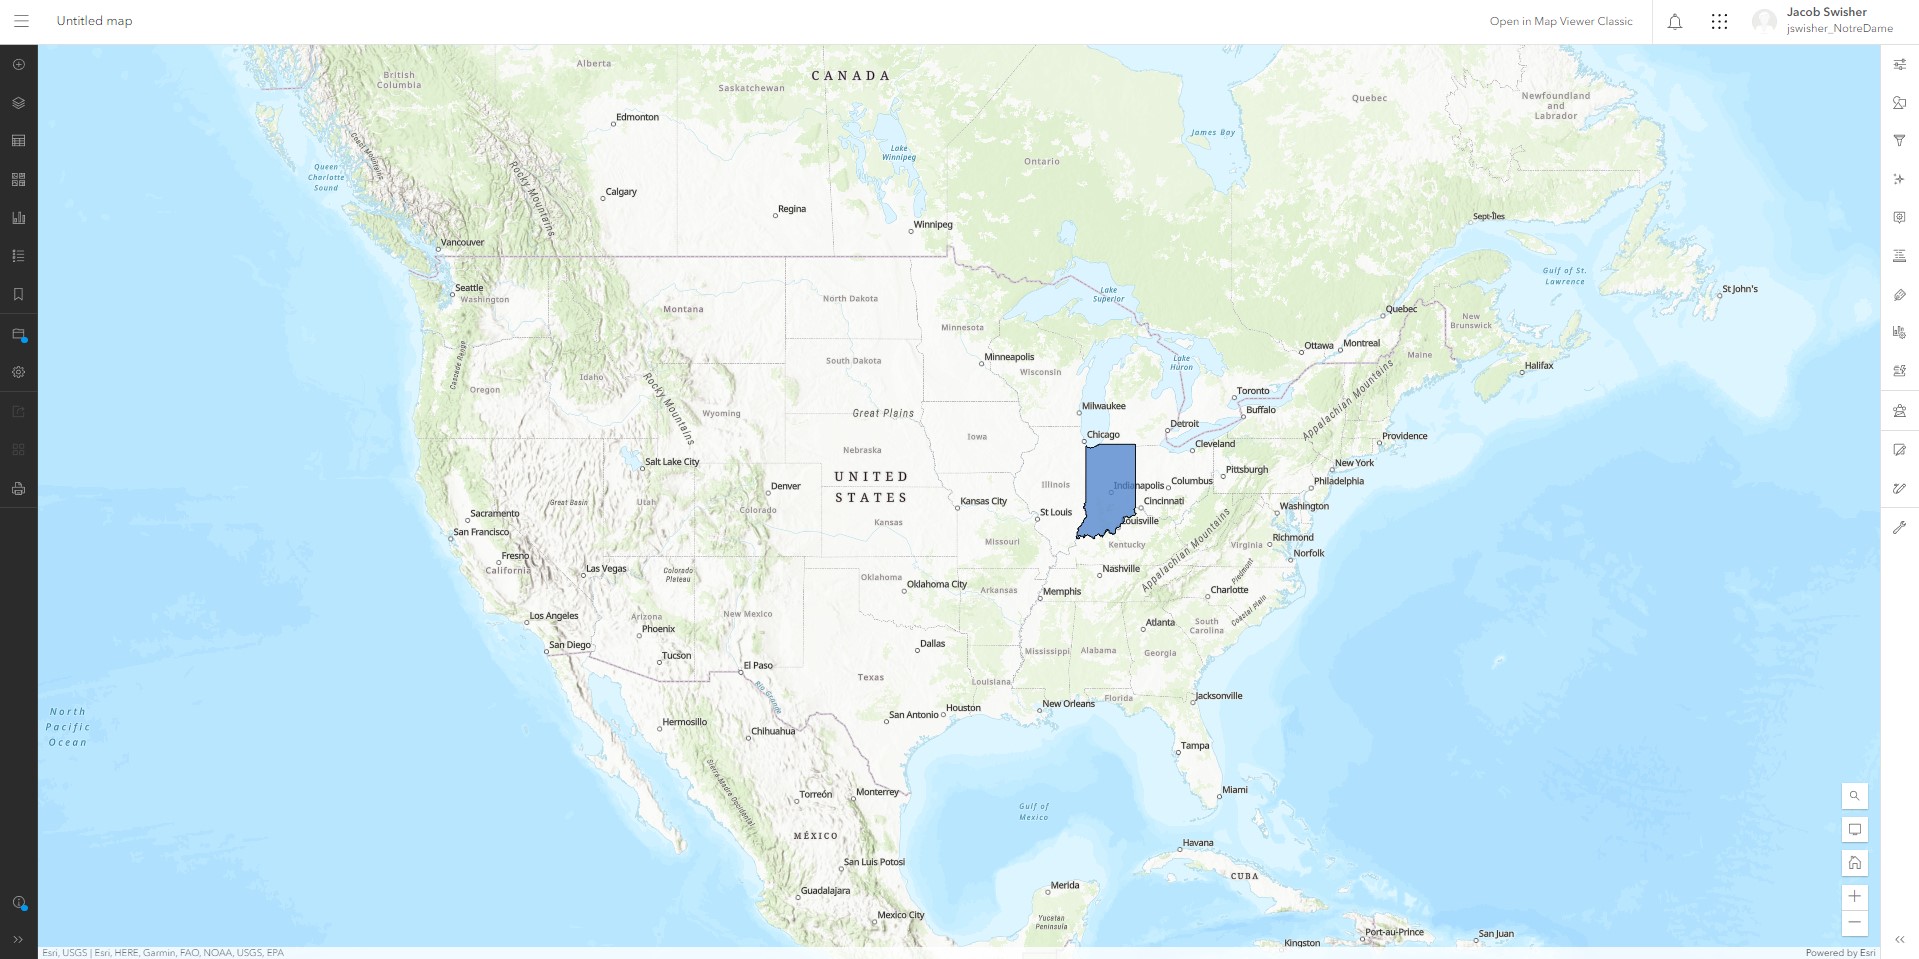 Untitled map
Open in Map Viewer Classic
Jacob Swisher
jswisher_NotreDame
CANADA
Alberta
British
Columbia
Saskatchewan
Quebec
Newfoundland
and
Labrador
Edmonton
James Bay
Coast Mountains
Lake
Winnipeg
Ontario
Queen
Charlotte
Sound
Rocky Mountains
Calgary
Regina
Winnipeg
Sept-Îles
Vancouver
Gulf of St.
Lawrence
Seattle
Washington
St John's
Lake
Superior
North Dakota
Montana
Quebec
New
Brunswick
Minnesota
Ottawa
Montreal
Maine
Minneapolis
Wisconsin
Lake
Huron
South Dakota
Halifax
Cascade Range
Oregon
Idaho
Rocky Mountains
Toronto
Buffalo
Appalachian Mountains
Wyoming
Great Plains
Milwaukee
Detroit
Chicago
Iowa
Cleveland
Providence
Nebraska
Salt Lake City
UNITED
STATES
Pittsburgh
New York
Denver
Illinois
Indianapolis
Columbus
Philadelphia
Great Basin
Utah
Colorado
Kansas City
Cincinnati
Washington
Sacramento
St Louis
Louisville
Kansas
San Francisco
Missouri
Kentucky
Virginia
Richmond
Norfolk
Fresno
California
Las Vegas
Colorado
Plateau
Nashville
Appalachian Mountains
Piedmont
Oklahoma
Oklahoma City
Arkansas
Memphis
Charlotte
Coastal Plain
Los Angeles
Arizona
New Mexico
Phoenix
Atlanta
South
Carolina
San Diego
Dallas
Mississippi
Alabama
Georgia
Tucson
El Paso
Texas
Louisiana
Rio Grande
Florida
Jacksonville
North
Pacific
Ocean
Hermosillo
Chihuahua
San Antonio
Houston
New Orleans
Tampa
Sierra Madre Occidental
Torreón
Monterrey
Miami
Gulf of
Mexico
MÉXICO
Havana
San Luis Potosí
CUBA
Guadalajara
Merida
Mexico City
Yucatan
Peninsula
Port-au-Prince
San Juan
Kingston
Esri, USGS | Esri, HERE, Garmin, FAO, NOAA, USGS, EPA
Powered by Esri